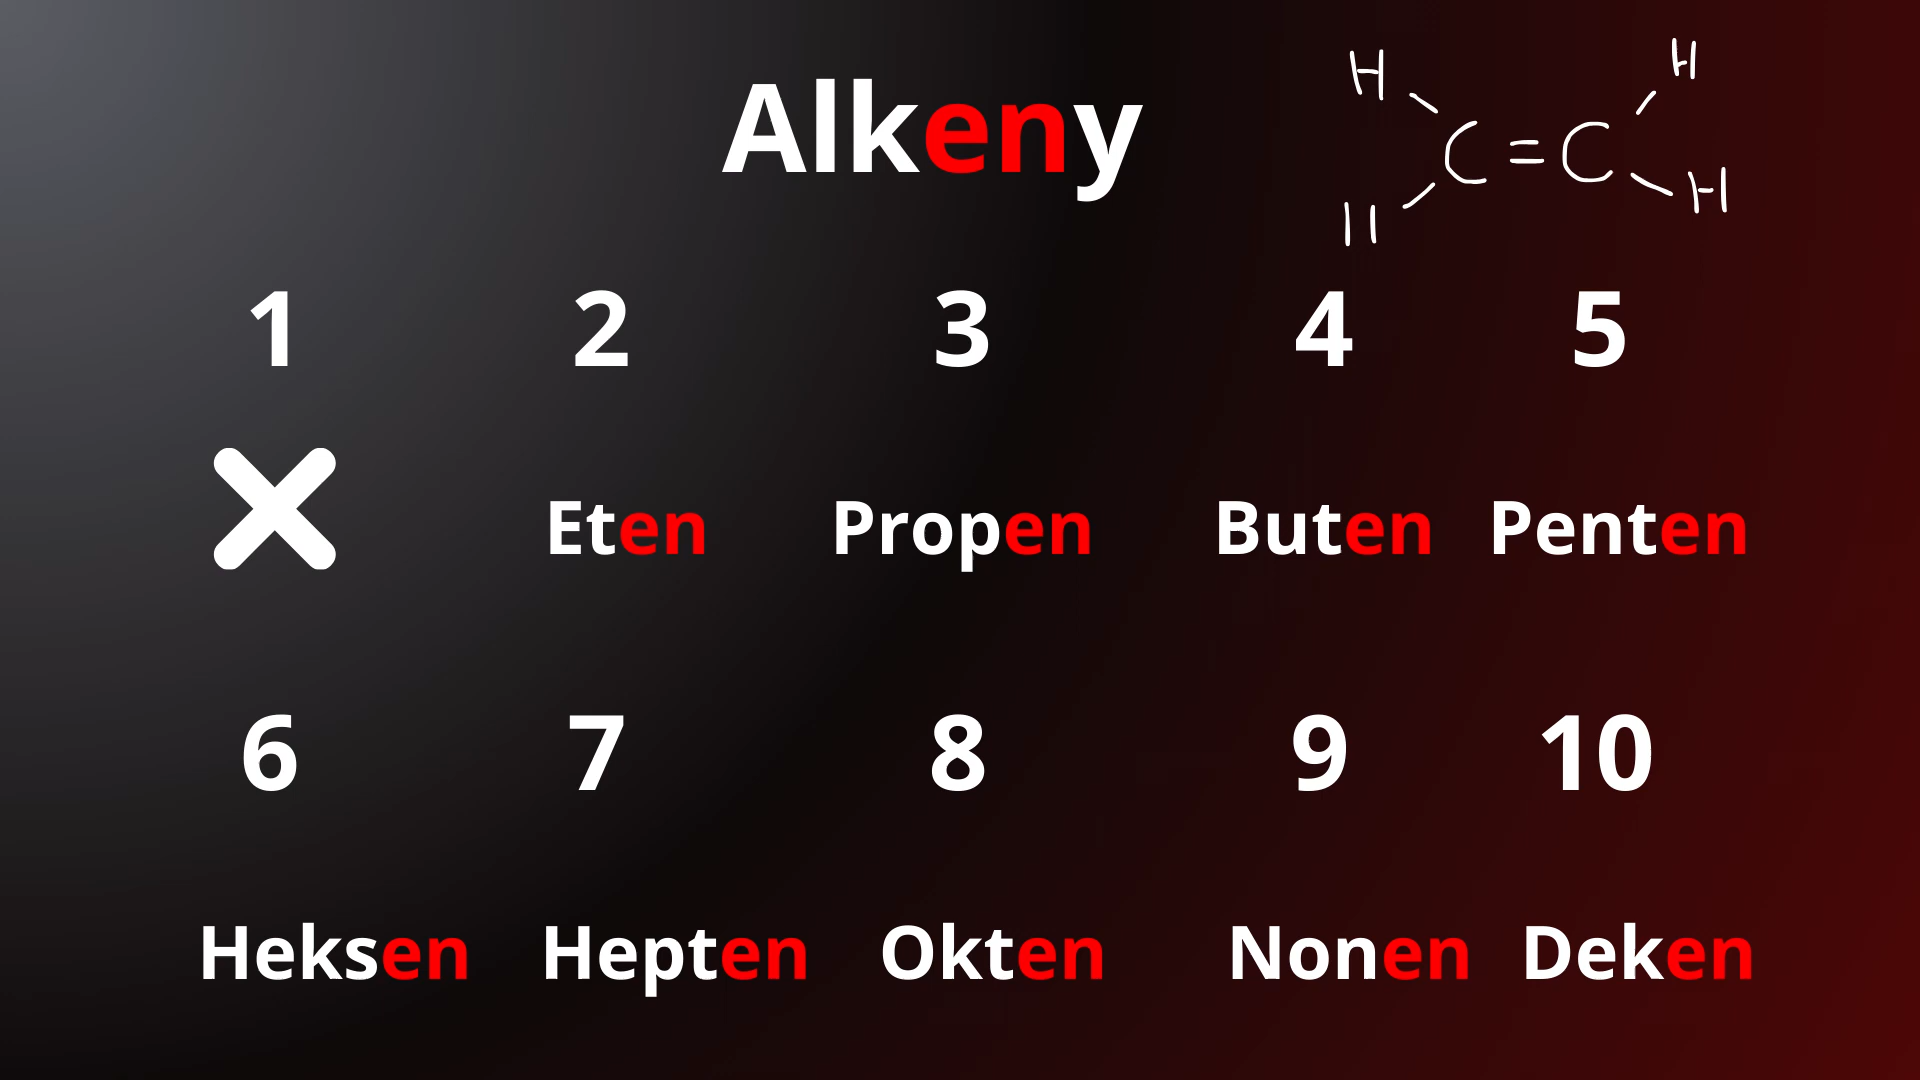 Alkeny
H H
C = C
H H
1 2 3 4 5
Eten Propen Buten Penten
6 7 8 9 10
Heksen Hepten Okten Nonen Deken